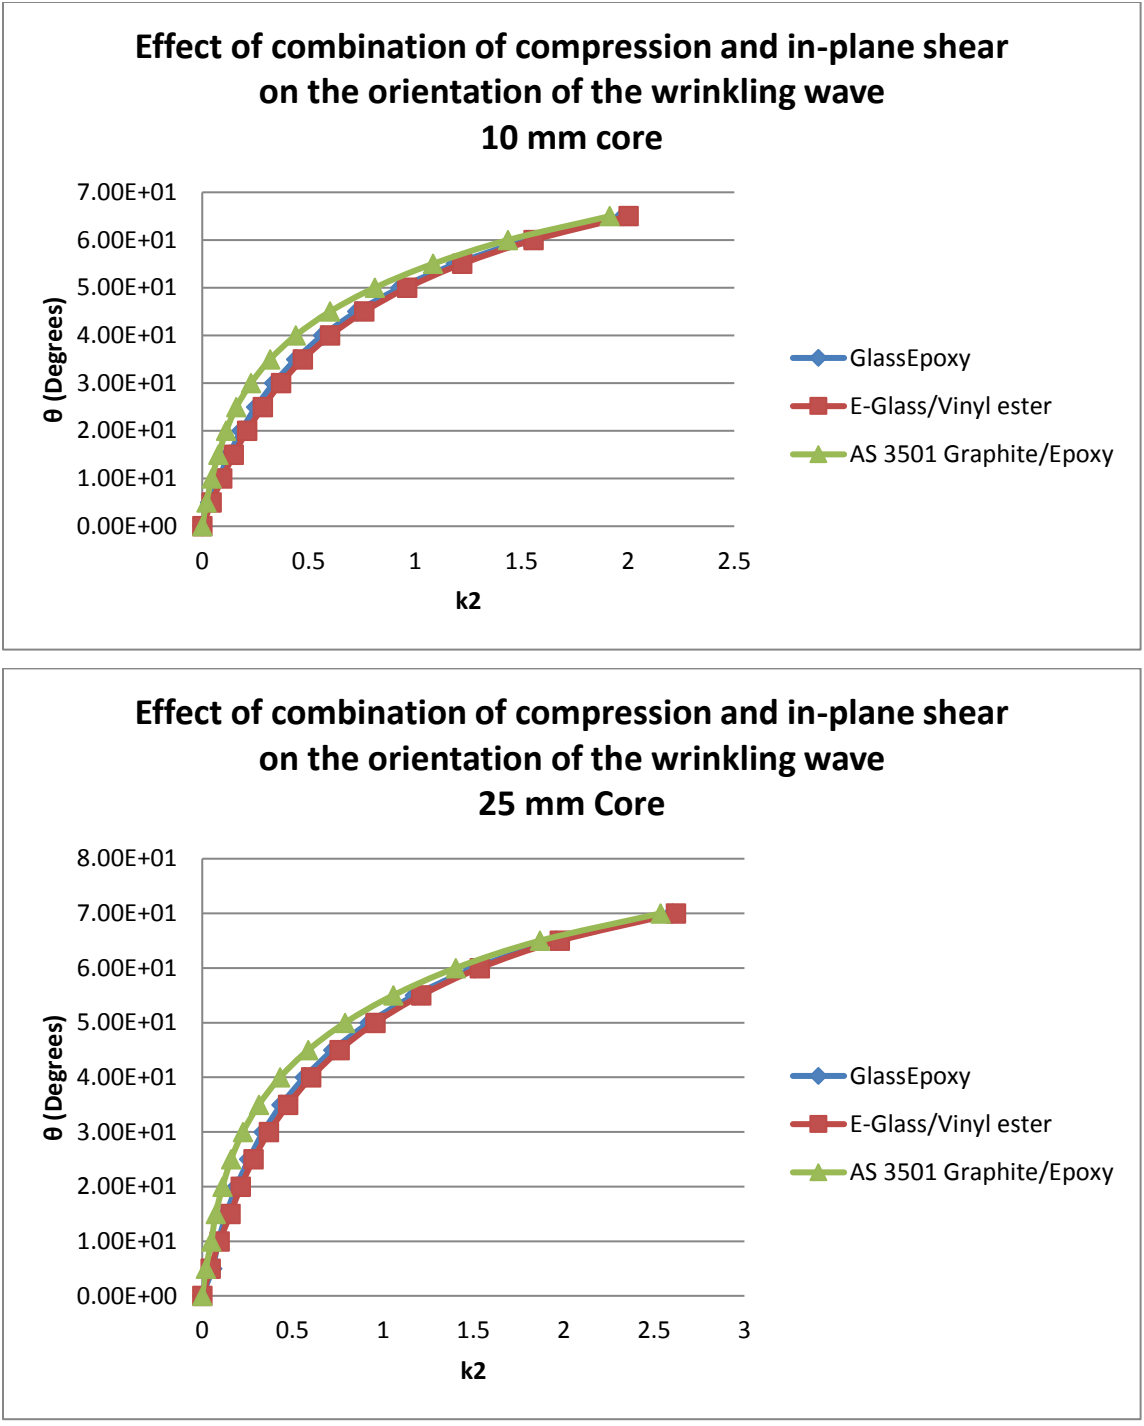 Effect of combination of compression and in-plane shear
on the orientation of the wrinkling wave
10 mm core
7.00E+01
6.00E+01
5.00E+01
4.00E+01
3.00E+01
2.00E+01
1.00E+01
0.00E+00
θ (Degrees)
0 0.5 1 1.5 2 2.5
k2
GlassEpoxy
E-Glass/Vinyl ester
AS 3501 Graphite/Epoxy
Effect of combination of compression and in-plane shear
on the orientation of the wrinkling wave
25 mm Core
8.00E+01
7.00E+01
6.00E+01
5.00E+01
4.00E+01
3.00E+01
2.00E+01
1.00E+01
0.00E+00
θ (Degrees)
0 0.5 1 1.5 2 2.5 3
k2
GlassEpoxy
E-Glass/Vinyl ester
AS 3501 Graphite/Epoxy